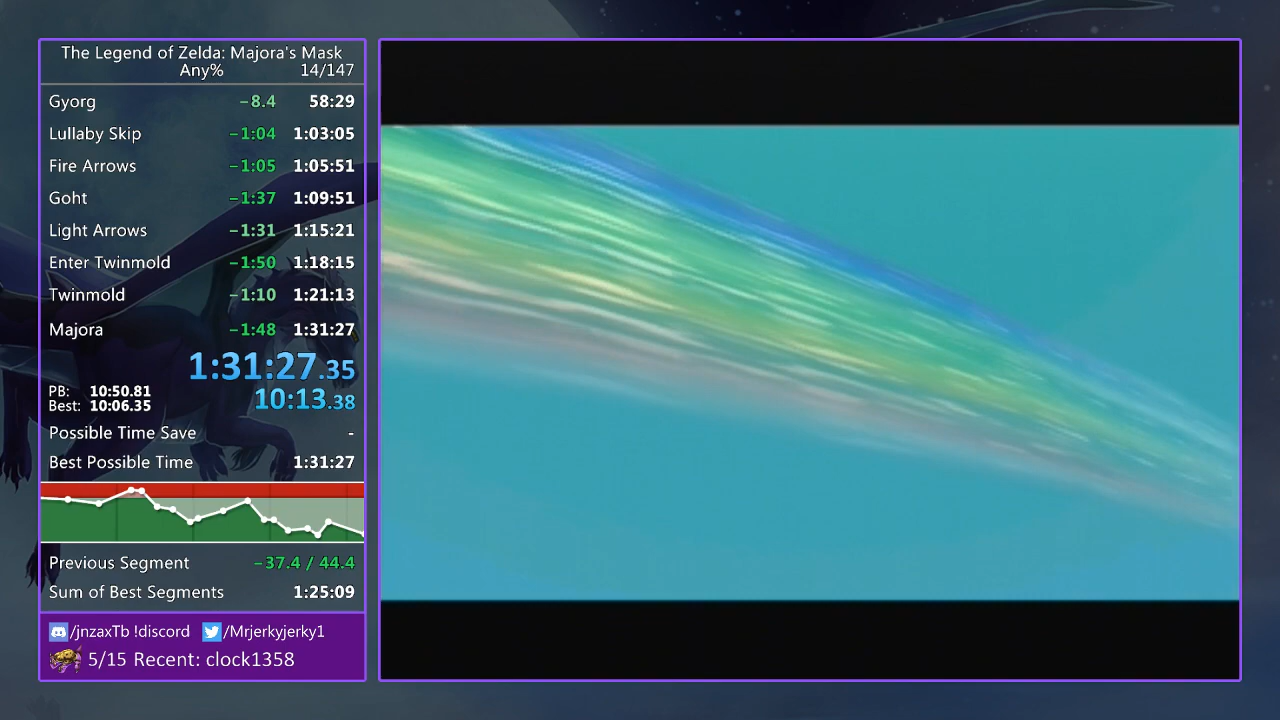 The Legend of Zelda: Majora's Mask
Any% 14/147
Gyorg −8.4 58:29
Lullaby Skip −1:04 1:03:05
Fire Arrows −1:05 1:05:51
Goht −1:37 1:09:51
Light Arrows −1:31 1:15:21
Enter Twinmold −1:50 1:18:15
Twinmold −1:10 1:21:13
Majora −1:48 1:31:27
1:31:27.35
PB: 10:50.81
Best: 10:06.35
10:13.38
Possible Time Save -
Best Possible Time 1:31:27
Previous Segment −37.4 / 44.4
Sum of Best Segments 1:25:09
/jnzaxTb !discord /Mrjerkyjerky1
5/15 Recent: clock1358